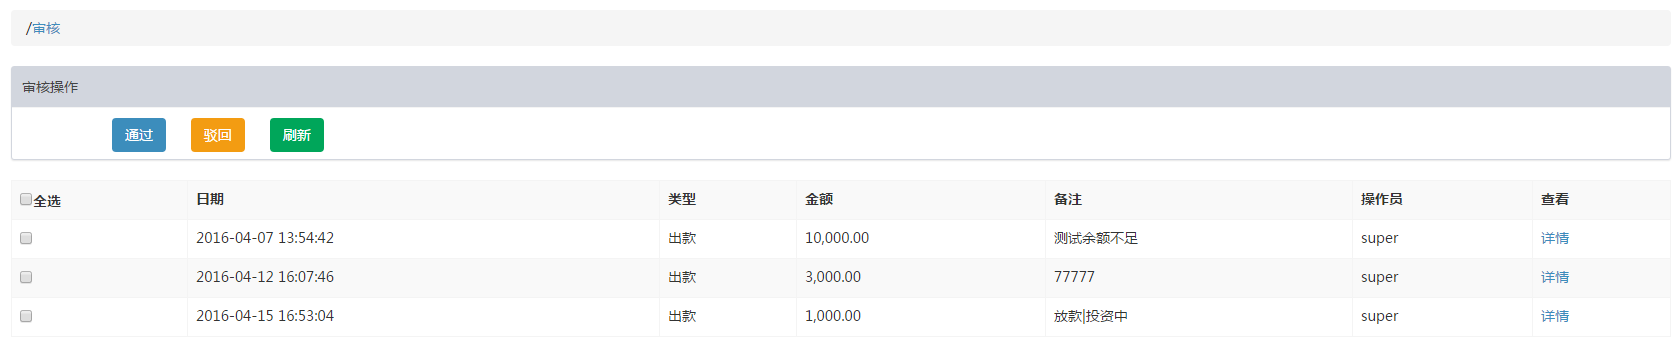 /审核
审核操作
通过 驳回 刷新
全选 日期 类型 金额 备注 操作员 查看
2016-04-07 13:54:42 出款 10,000.00 测试余额不足 super 详情
2016-04-12 16:07:46 出款 3,000.00 77777 super 详情
2016-04-15 16:53:04 出款 1,000.00 放款|投资中 super 详情